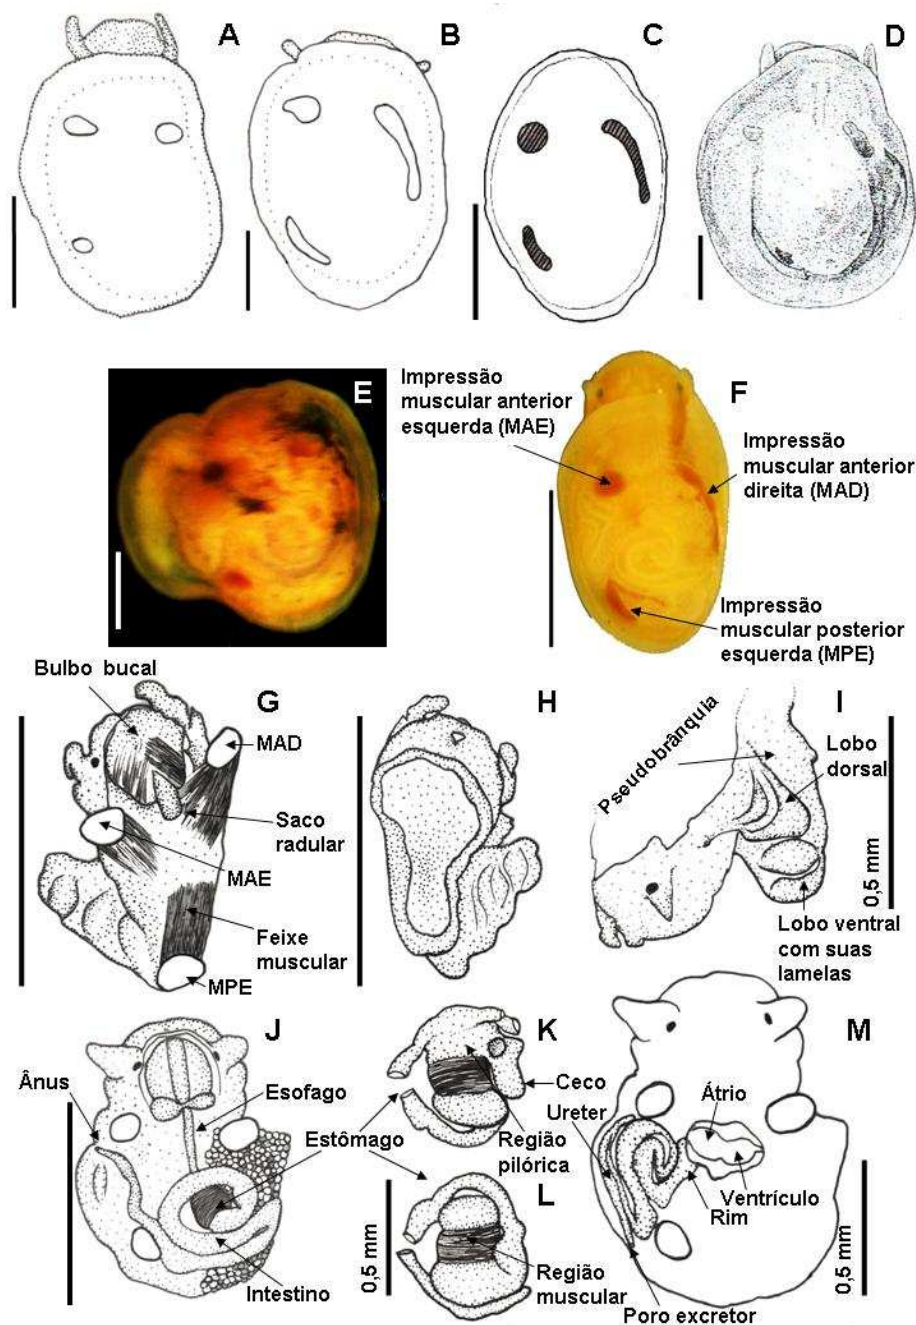 A
B
C
D
E
Impressão
muscular anterior
esquerda (MAE)
F
Impressão
muscular anterior
direita (MAD)
Impressão
muscular posterior
esquerda (MPE)
Bulbo bucal
G
MAD
Saco
radular
MAE
Feixe
muscular
MPE
H
I
Pseudobrânquia
Lobo
dorsal
0,5 mm
Lobo ventral
com suas
lamelas
J
Ânus
Esofago
Estômago
Intestino
K
Ceco
Região
pilórica
L
0,5 mm
Região
muscular
M
Ureter
Átrio
Ventrículo
Rim
0,5 mm
Poro excretor